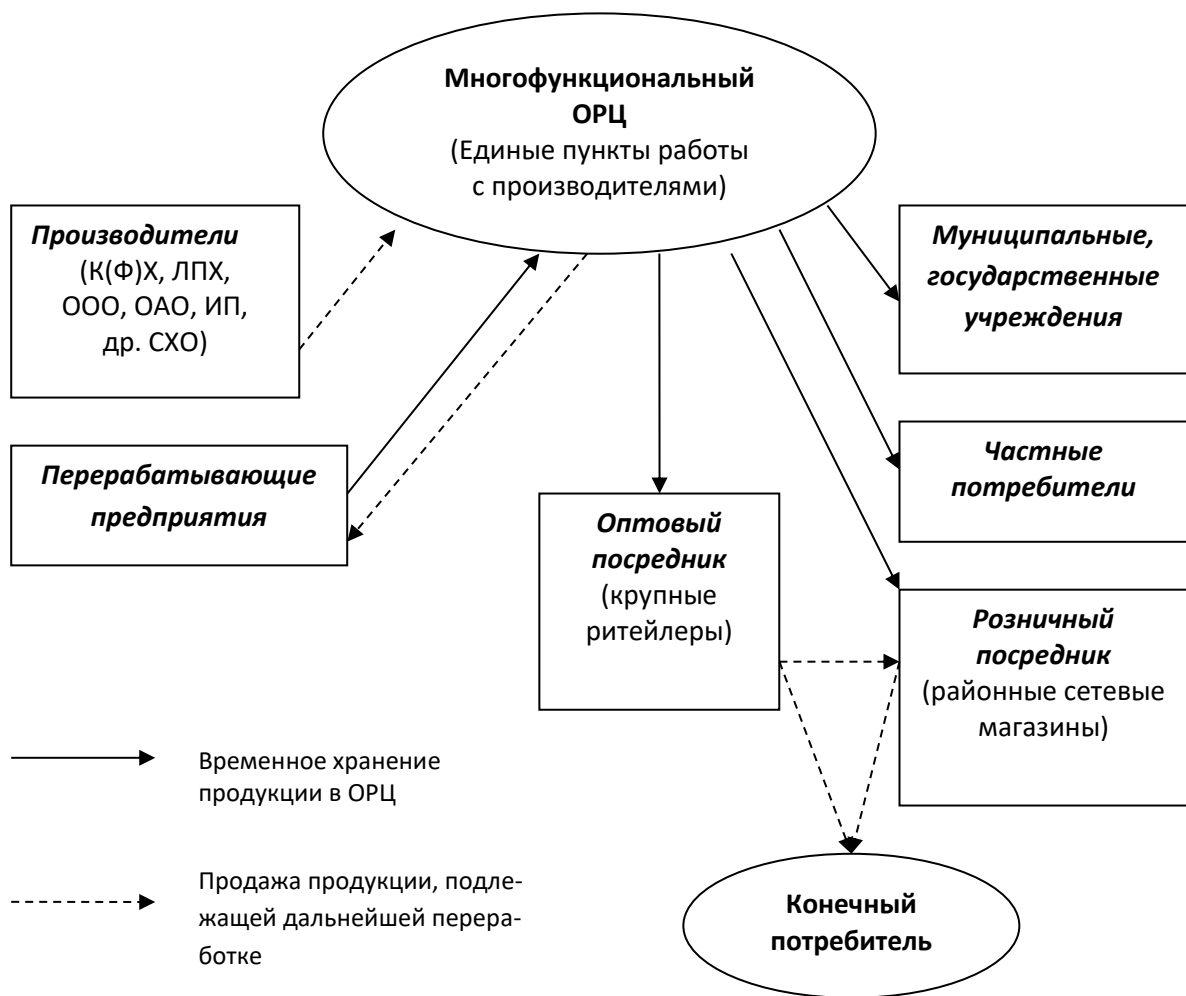 Многофункциональный
ОРЦ
(Единые пункты работы
с производителями)
Производители
(К(Ф)Х, ЛПХ,
ООО, ОАО, ИП,
др. СХО)
Муниципальные,
государственные
учреждения
Перерабатывающие
предприятия
Частные
потребители
Оптовый
посредник
(крупные
ритейлеры)
Розничный
посредник
(районные сетевые
магазины)
Временное хранение
продукции в ОРЦ
Продажа продукции, подле-
жащей дальнейшей перера-
ботке
Конечный
потребитель